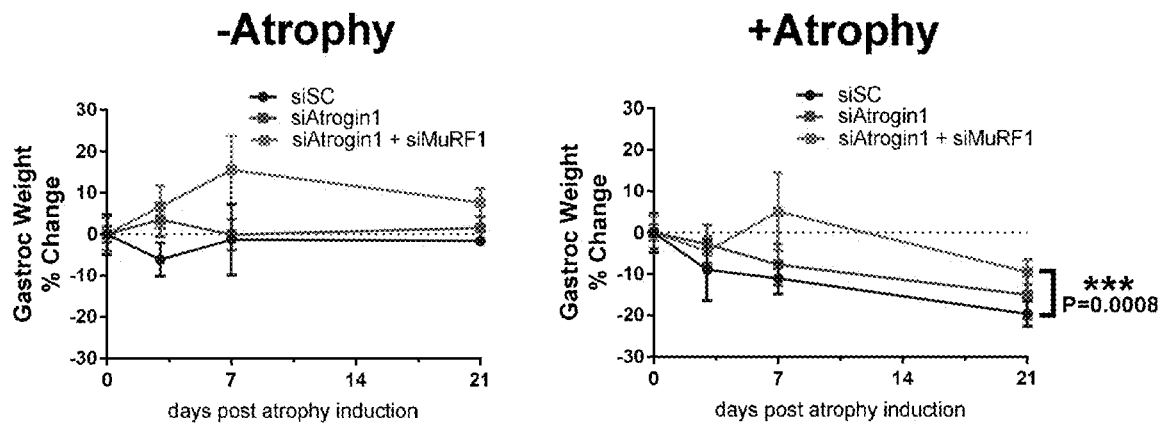 -Atrophy
siSC
siAtrogin1
siAtrogin1 + siMuRF1
Gastroc Weight
% Change
30
20
10
0
-10
-20
-30
0
7
14
21
days post atrophy induction
+Atrophy
siSC
siAtrogin1
siAtrogin1 + siMuRF1
Gastroc Weight
% Change
30
20
10
0
-10
-20
-30
0
7
14
21
days post atrophy induction
***
P=0.0008